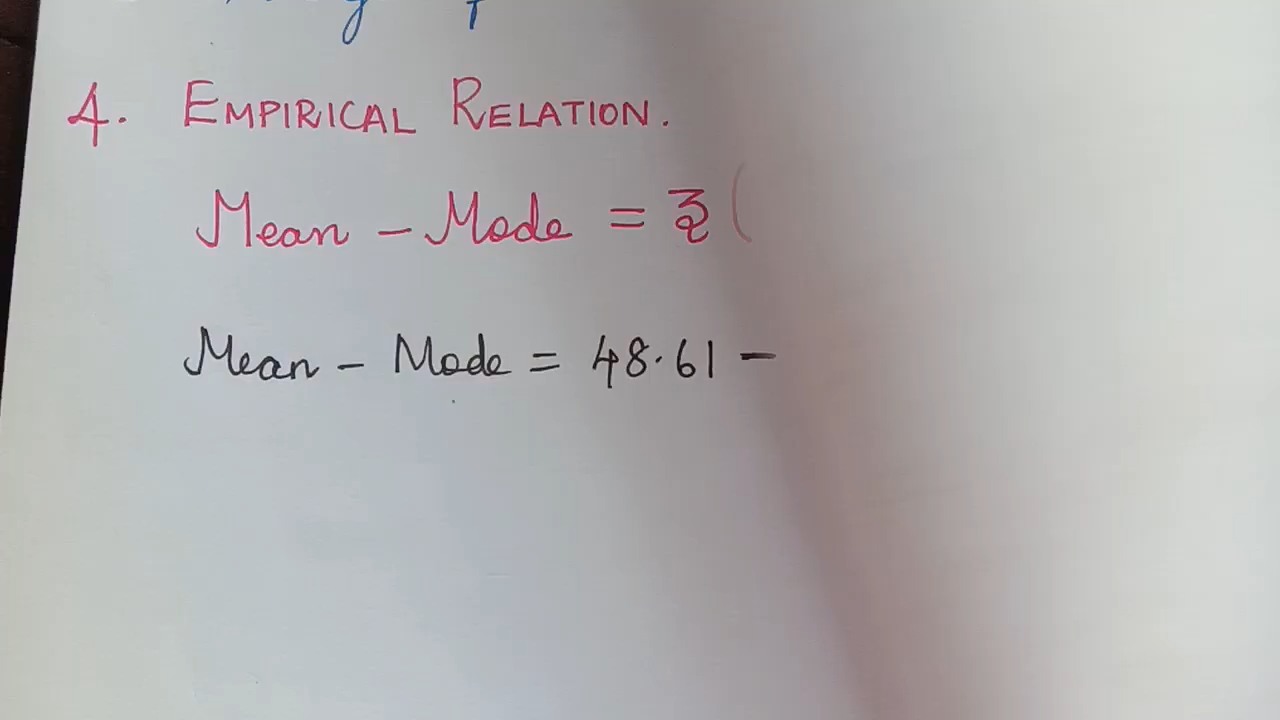 4. EMPIRICAL RELATION.
Mean - Mode = 3 (
Mean - Mode = 48.61 -